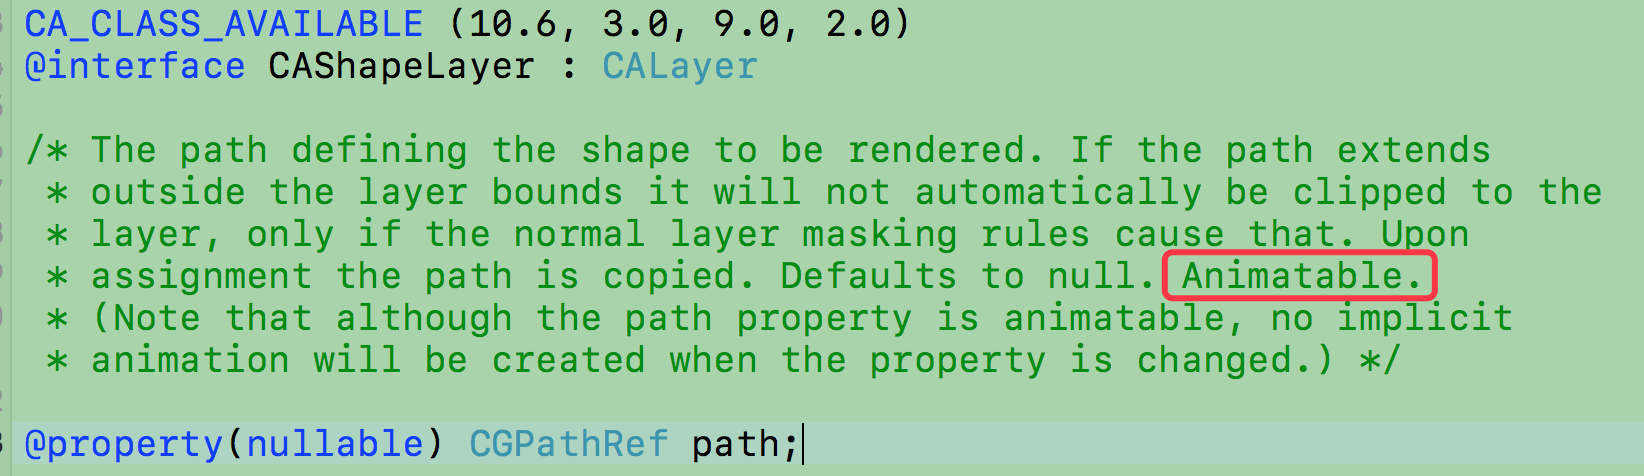 CA_CLASS_AVAILABLE (10.6, 3.0, 9.0, 2.0)
@interface CAShapeLayer : CALayer
/* The path defining the shape to be rendered. If the path extends
* outside the layer bounds it will not automatically be clipped to the
* layer, only if the normal layer masking rules cause that. Upon
* assignment the path is copied. Defaults to null. Animatable.
* (Note that although the path property is animatable, no implicit
* animation will be created when the property is changed.) */
@property(nullable) CGPathRef path;